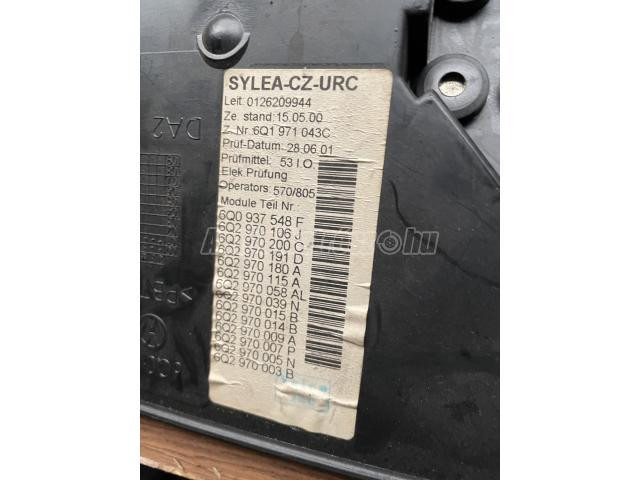 SYLEA-CZ-URC
Leit: 0126209944
Ze. stand: 15.05.00
Z. Nr.:6Q1 971 043C
Prüf-Datum: 28.06.01
Prüfmittel: 53 I.O.
Elek Prüfung
Operators: 570/805
Module Teil Nr.:
6Q0 937 548 F
6Q2 970 106 J
6Q2 970 200 C
6Q2 970 191 D
6Q2 970 180 A
6Q2 970 115 A
6Q2 970 058 AL
6Q2 970 039 N
6Q2 970 015 B
6Q2 970 014 B
6Q2 970 009 A
6Q2 970 007 P
6Q2 970 005 N
6Q2 970 003 B
DA2